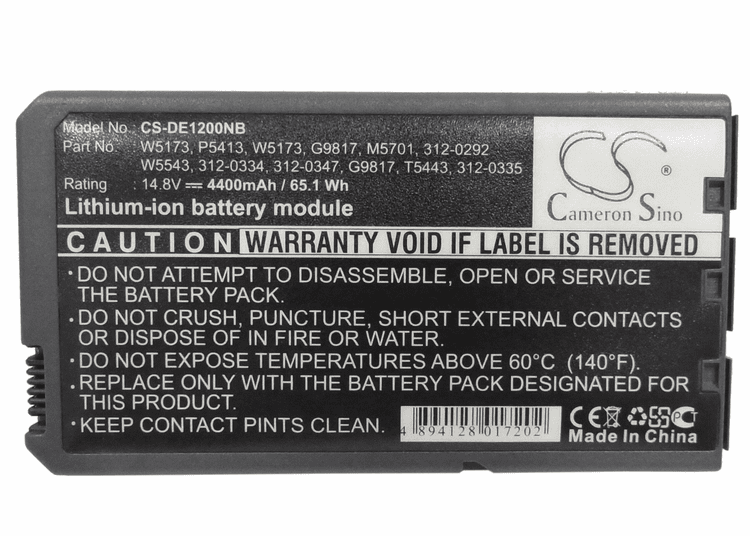 Model No.: CS-DE1200NB
Part No : W5173, P5413, W5173, G9817, M5701, 312-0292
W5543, 312-0334, 312-0347, G9817, T5443, 312-0335
Rating : 14.8V⎓ 4400mAh / 65.1 Wh
Lithium-ion battery module
CS
®
Cameron Sino
CAUTION WARRANTY VOID IF LABEL IS REMOVED
•DO NOT ATTEMPT TO DISASSEMBLE, OPEN OR SERVICE
THE BATTERY PACK.
•DO NOT CRUSH, PUNCTURE, SHORT EXTERNAL CONTACTS
OR DISPOSE OF IN FIRE OR WATER.
•DO NOT EXPOSE TEMPERATURES ABOVE 60°C (140°F).
•REPLACE ONLY WITH THE BATTERY PACK SPECIFIED FOR
THIS PRODUCT.
•KEEP CONTACT PINTS CLEAN.
4 894128 017202
CE PCT
Made In China